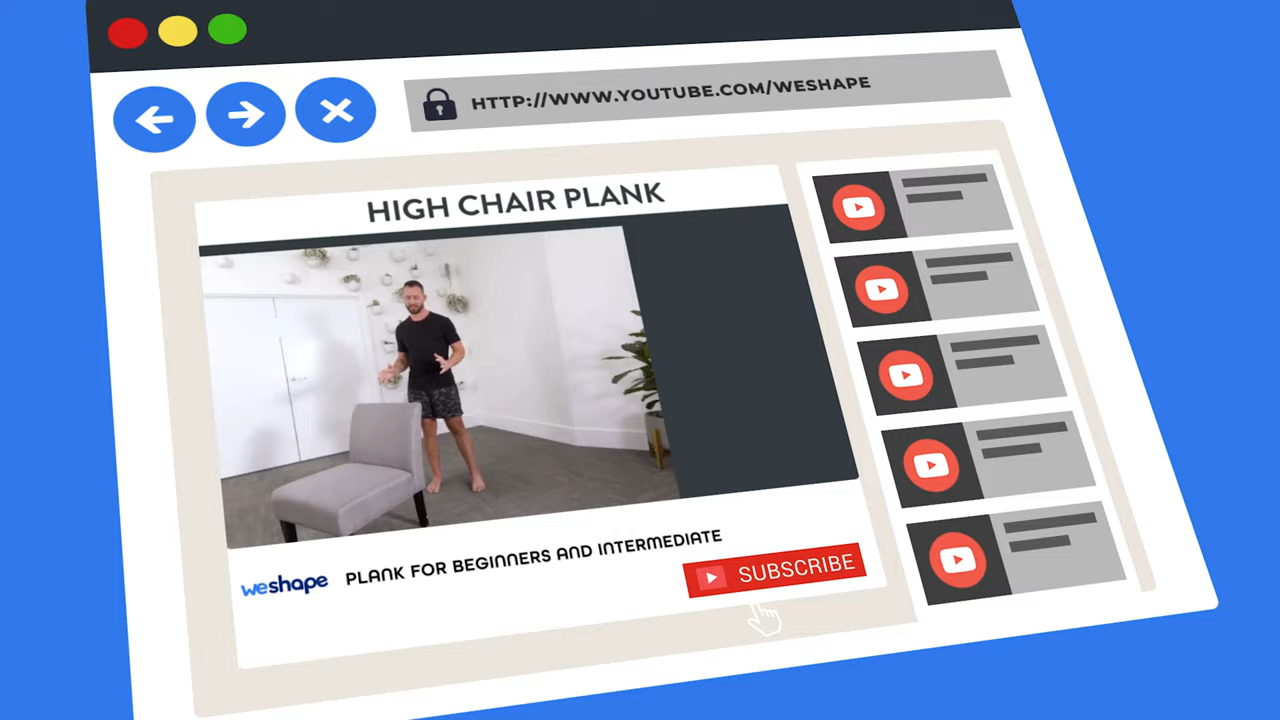 HTTP://WWW.YOUTUBE.COM/WESHAPE
HIGH CHAIR PLANK
weshape PLANK FOR BEGINNERS AND INTERMEDIATE
SUBSCRIBE